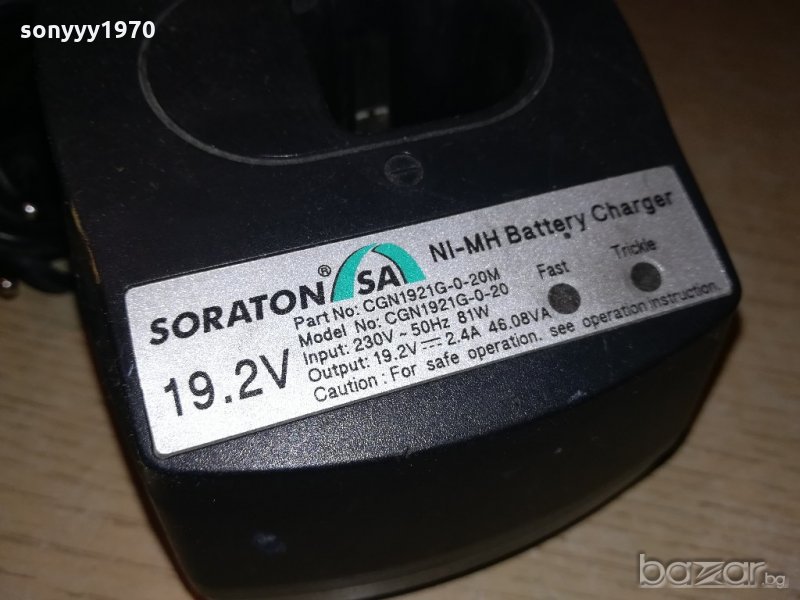 sonyyy1970
SORATON® SA NI-MH Battery Charger
Part No: CGN1921G-0-20M
Model No: CGN1921G-0-20
Fast Trickle
19.2V
Input: 230V ~ 50Hz 81W
Output: 19.2V ⎓ 2.4A 46.08VA
Caution : For safe operation. see operation instruction.
bazar.bg